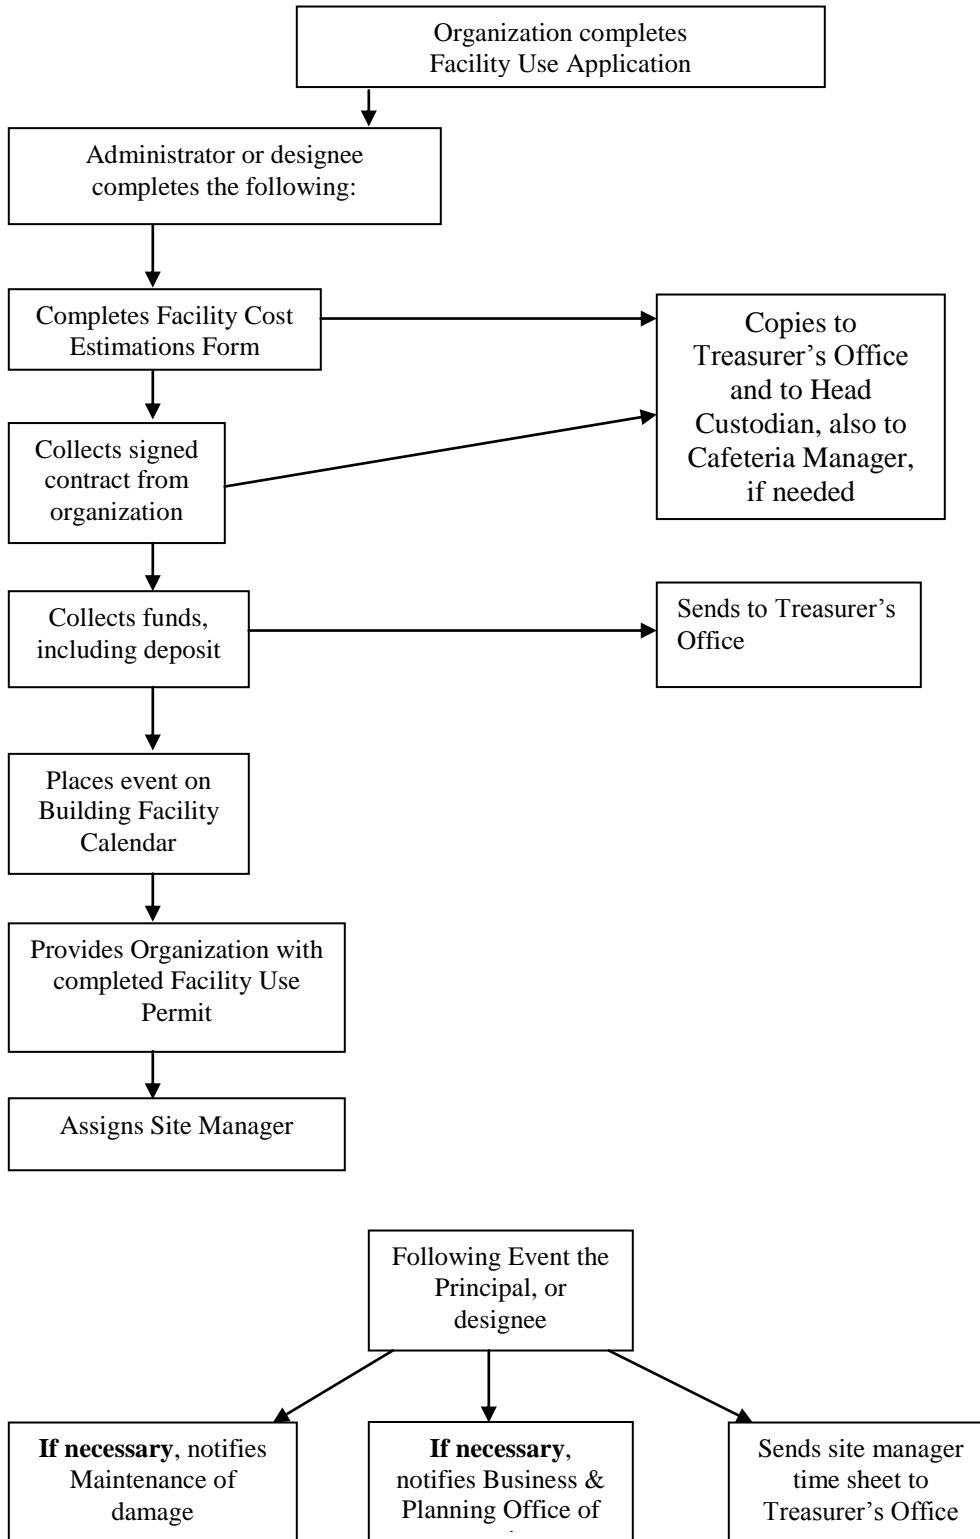 Organization completes
Facility Use Application
Administrator or designee
completes the following:
Completes Facility Cost
Estimations Form
Copies to
Treasurer’s Office
and to Head
Custodian, also to
Cafeteria Manager,
if needed
Collects signed
contract from
organization
Collects funds,
including deposit
Sends to Treasurer’s
Office
Places event on
Building Facility
Calendar
Provides Organization with
completed Facility Use
Permit
Assigns Site Manager
Following Event the
Principal, or
designee
If necessary, notifies
Maintenance of
damage
If necessary,
notifies Business &
Planning Office of
Sends site manager
time sheet to
Treasurer’s Office